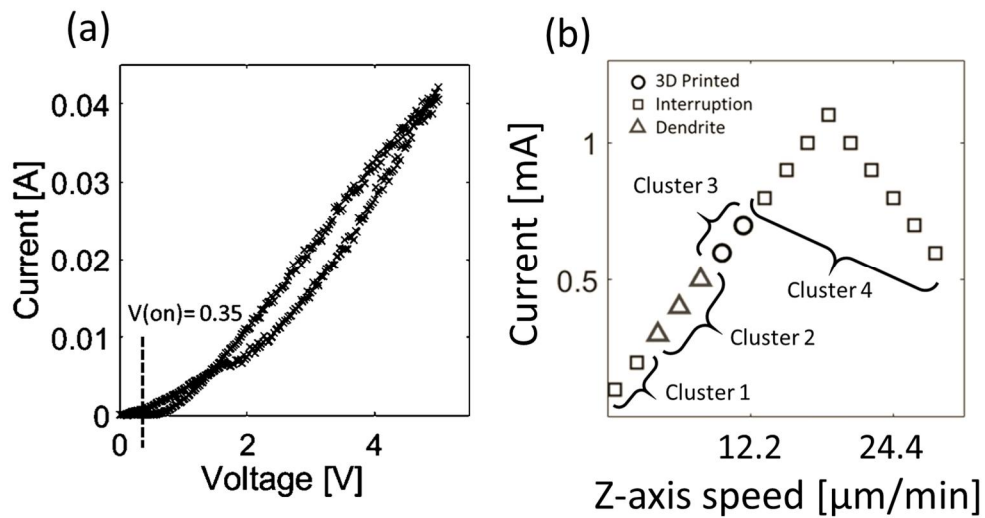 (a)
Current [A]
0.04
0.03
0.02
0.01
0
V(on)= 0.35
0
2
4
Voltage [V]
(b)
Current [mA]
1
0.5
3D Printed
Interruption
Dendrite
Cluster 3
Cluster 4
Cluster 2
Cluster 1
12.2
24.4
Z-axis speed [μm/min]